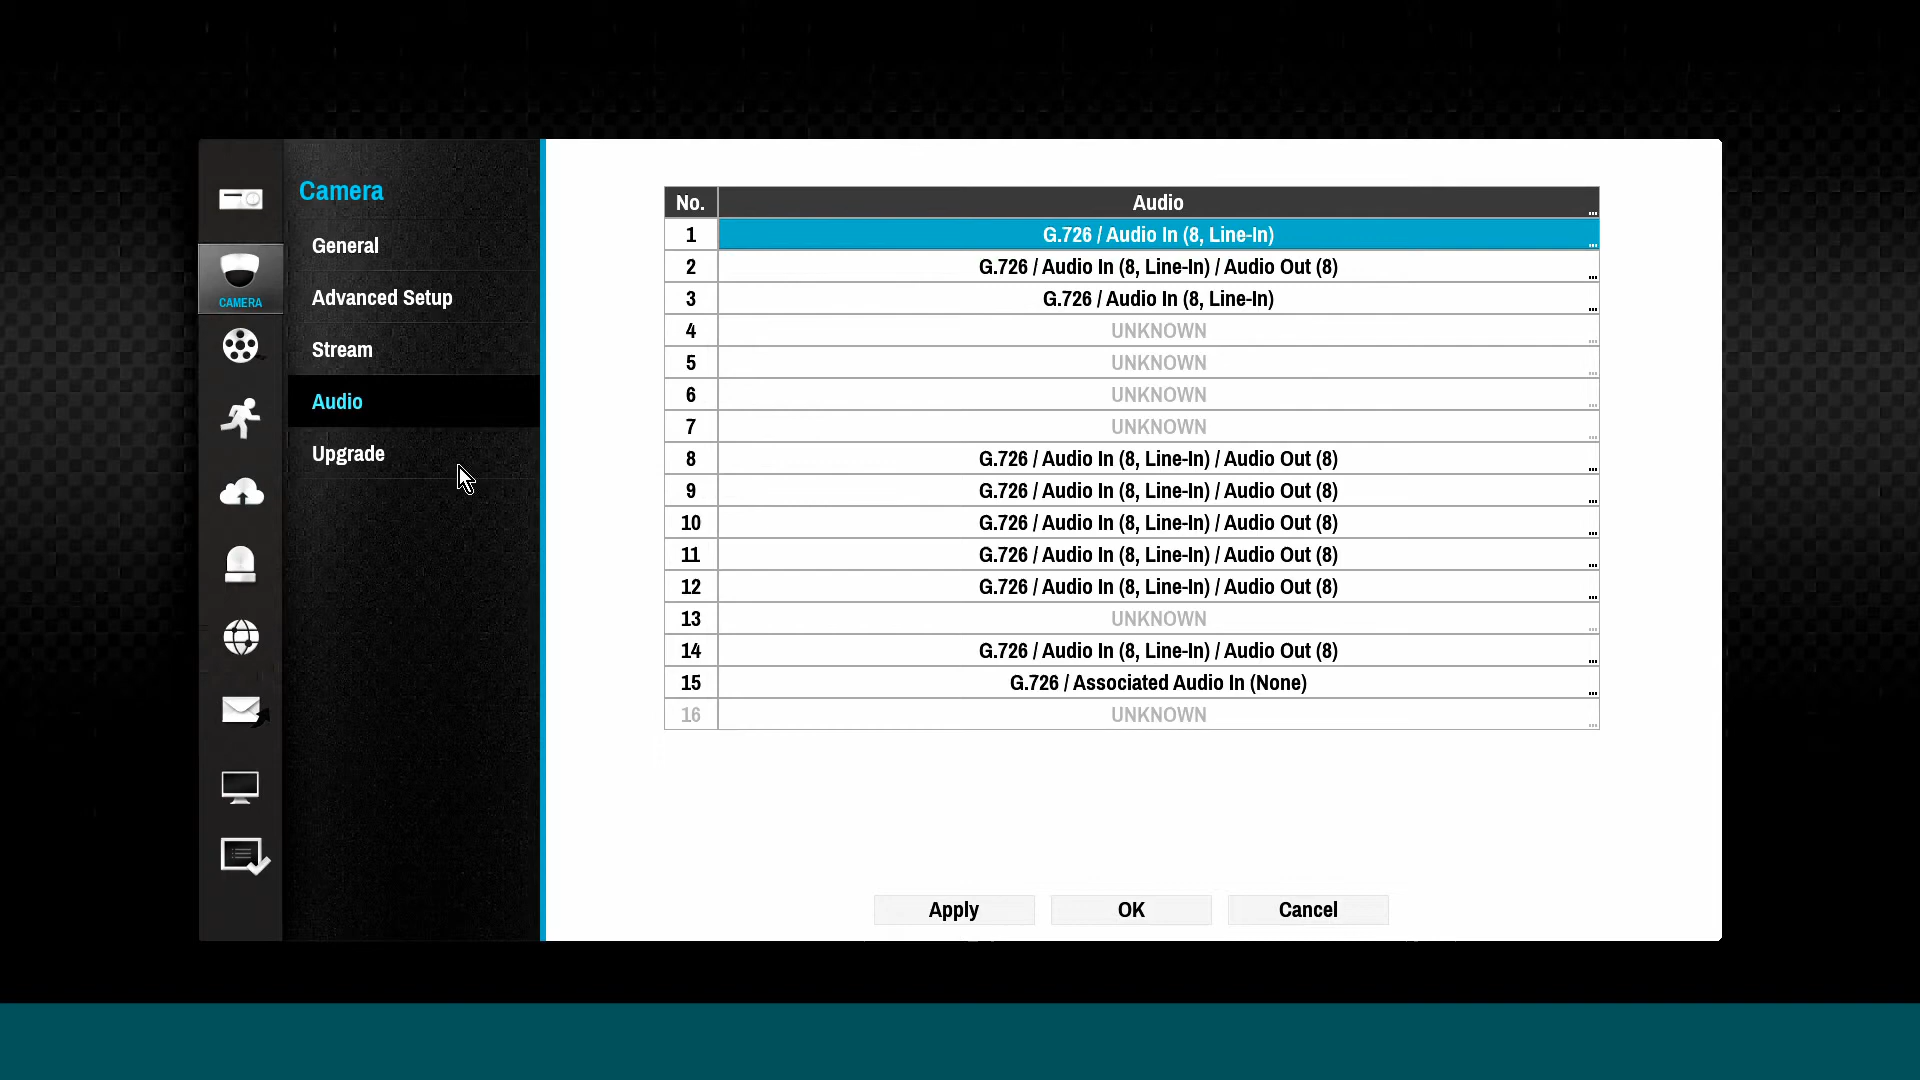 CAMERA
Camera
General
Advanced Setup
Stream
Audio
Upgrade
No. Audio
1 G.726 / Audio In (8, Line-In) ...
2 G.726 / Audio In (8, Line-In) / Audio Out (8) ...
3 G.726 / Audio In (8, Line-In) ...
4 UNKNOWN ...
5 UNKNOWN ...
6 UNKNOWN ...
7 UNKNOWN ...
8 G.726 / Audio In (8, Line-In) / Audio Out (8) ...
9 G.726 / Audio In (8, Line-In) / Audio Out (8) ...
10 G.726 / Audio In (8, Line-In) / Audio Out (8) ...
11 G.726 / Audio In (8, Line-In) / Audio Out (8) ...
12 G.726 / Audio In (8, Line-In) / Audio Out (8) ...
13 UNKNOWN ...
14 G.726 / Audio In (8, Line-In) / Audio Out (8) ...
15 G.726 / Associated Audio In (None) ...
16 UNKNOWN ...
Apply OK Cancel